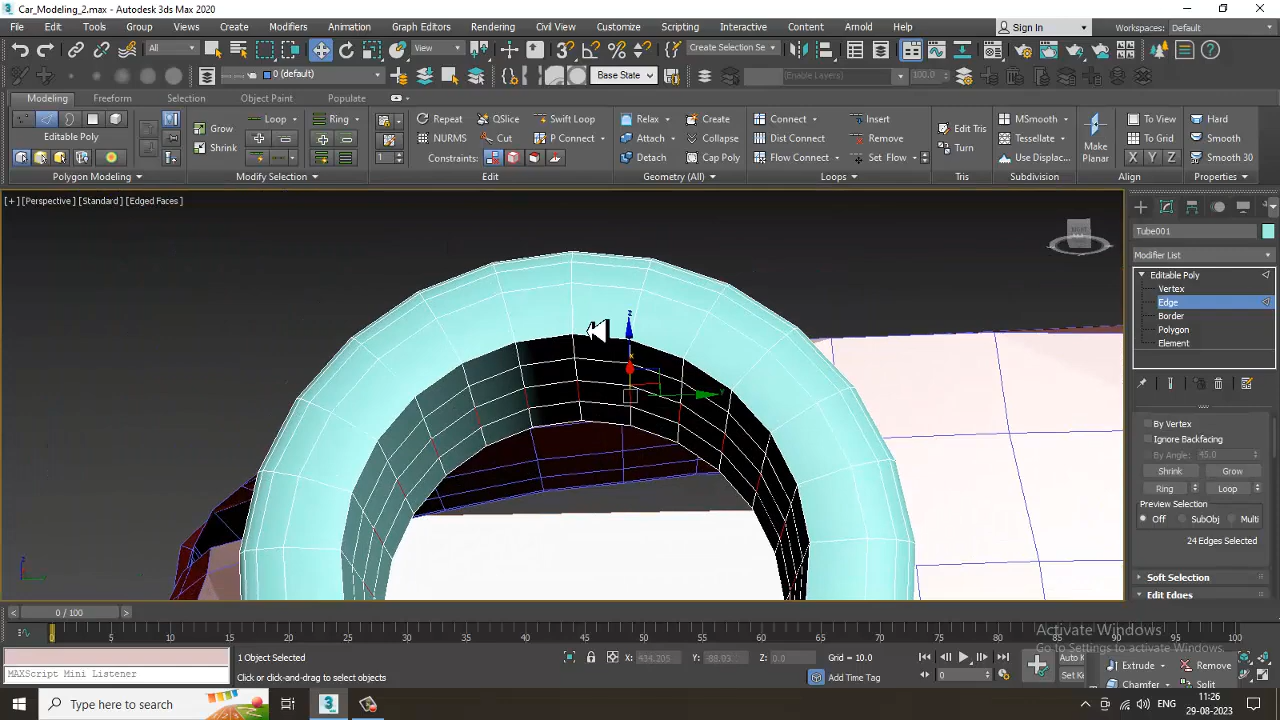 Car_Modeling_2.max - Autodesk 3ds Max 2020
File Edit Tools Group Views Create Modifiers Animation Graph Editors Rendering Civil View Customize Scripting Interactive Content Arnold Help Sign In Workspaces: Default
All View Create Selection Se
0 (default) Base State (Enable Layers) 100.0
Modeling Freeform Selection Object Paint Populate
Loop Ring Repeat QSlice Swift Loop Relax Create Connect Insert MSmooth To View Hard
Editable Poly Grow NURMS Cut P Connect Attach Collapse Dist Connect Remove Edit Tris Tessellate To Grid Smooth
Shrink 1 Constraints: Detach Cap Poly Flow Connect Set Flow Turn Use Displac... Make Planar X Y Z Smooth 30
Polygon Modeling Modify Selection Edit Geometry (All) Loops Tris Subdivision Align Properties
[+] [Perspective] [Standard] [Edged Faces]
Tube001
Modifier List
Editable Poly
Vertex
Edge
Border
Polygon
Element
z
x
y
By Vertex
Ignore Backfacing
By Angle: 45.0
Shrink Grow
Ring Loop
Preview Selection
Off SubObj Multi
24 Edges Selected
Soft Selection
Edit Edges
z
0 / 100
0 5 10 15 20 25 30 35 40 45 50 55 60 65 70 75 80 85 90 95 100
Activate Windows
Go to Settings to activate Windows.
1 Object Selected X: 434.205 Y: -88.93 Z: 0.0 Grid = 10.0 Auto K Extrude Remove
MAXScript Mini Listener Click or click-and-drag to select objects Add Time Tag 0 Set K Chamfer Split
Type here to search 3 MAX ENG 11:26
29-08-2023